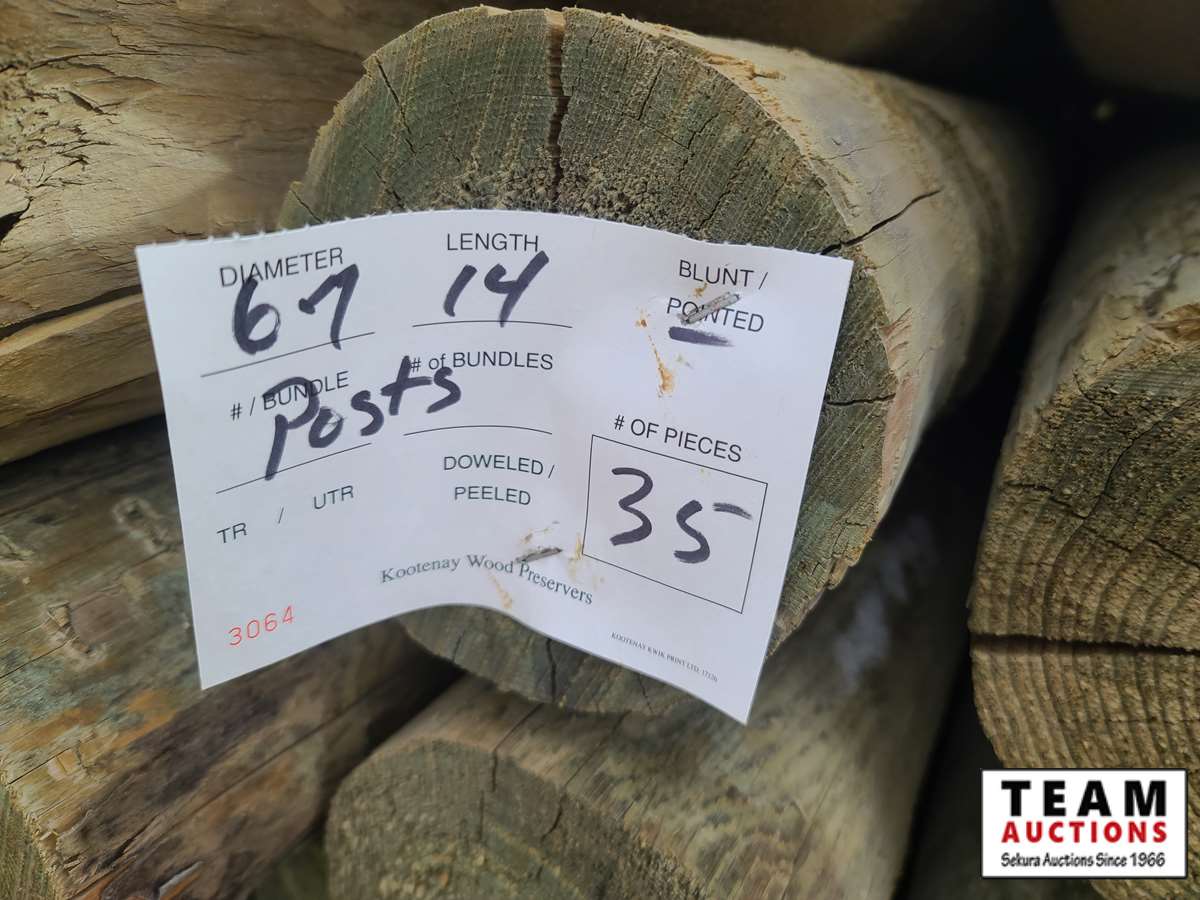 DIAMETER LENGTH BLUNT /
67 14 POINTED
# / BUNDLE # of BUNDLES
Posts
# OF PIECES
35
TR / UTR DOWELED /
PEELED
Kootenay Wood Preservers
3064
KOOTENAY KWIK PRINT LTD. 17126
TEAM
AUCTIONS
Sekura Auctions Since 1966